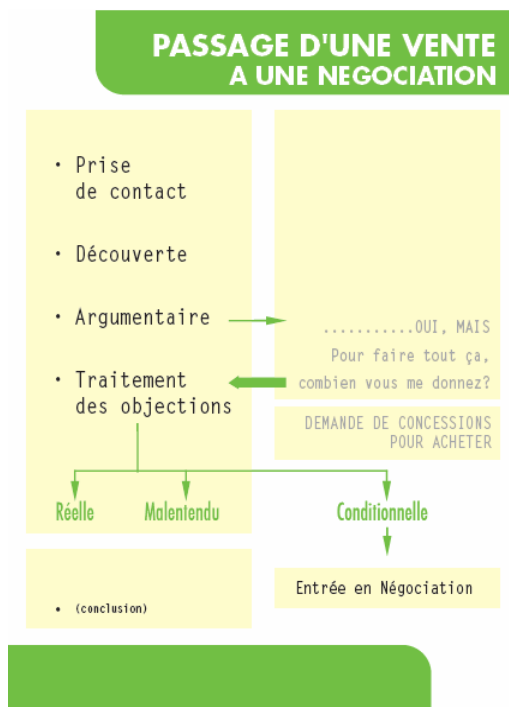 PASSAGE D'UNE VENTE
A UNE NEGOCIATION
• Prise
de contact
• Découverte
• Argumentaire
...........OUI, MAIS
Pour faire tout ça,
combien vous me donnez?
• Traitement
des objections
DEMANDE DE CONCESSIONS
POUR ACHETER
Réelle
Malentendu
Conditionnelle
Entrée en Négociation
• (conclusion)